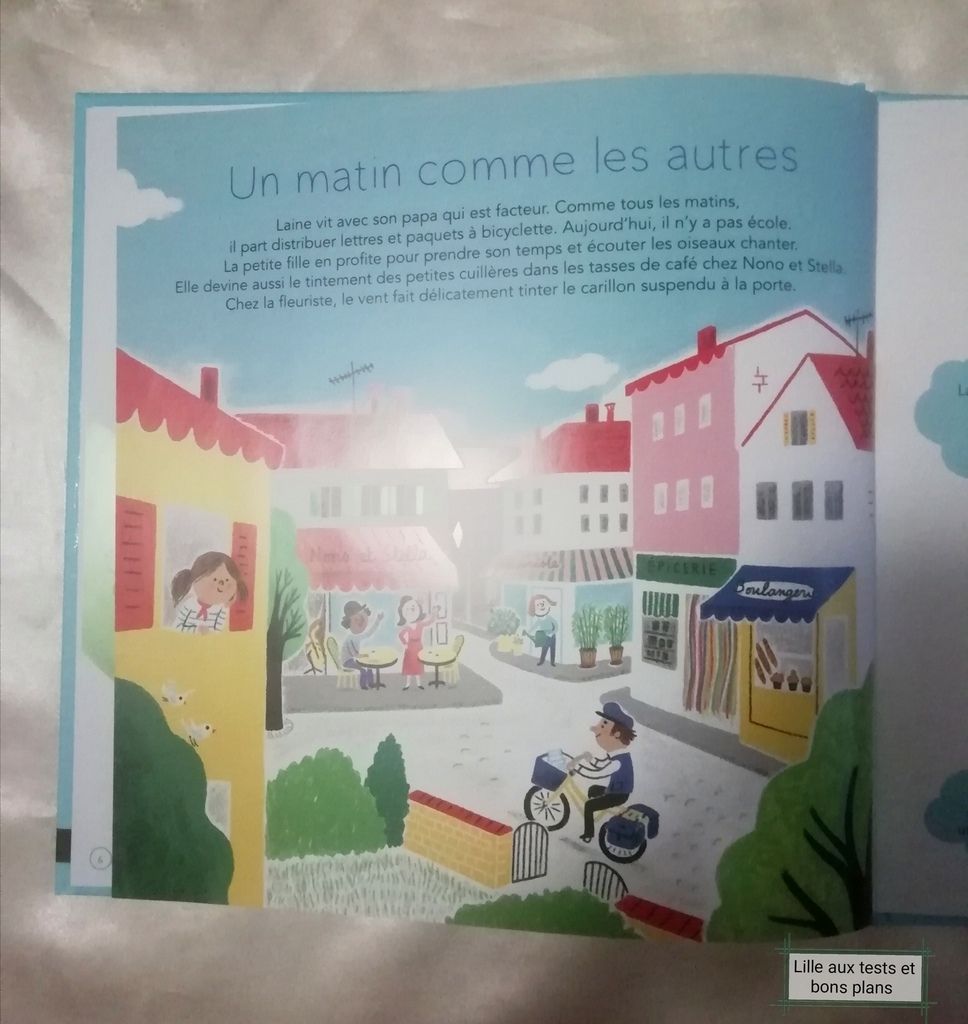 Un matin comme les autres
Laine vit avec son papa qui est facteur. Comme tous les matins,
il part distribuer lettres et paquets à bicyclette. Aujourd'hui, il n'y a pas école.
La petite fille en profite pour prendre son temps et écouter les oiseaux chanter.
Elle devine aussi le tintement des petites cuillères dans les tasses de café chez Nono et Stella.
Chez la fleuriste, le vent fait délicatement tinter le carillon suspendu à la porte.
Nono et Stella
ÉPICERIE
Boulangeri
6
Lille aux tests et
bons plans